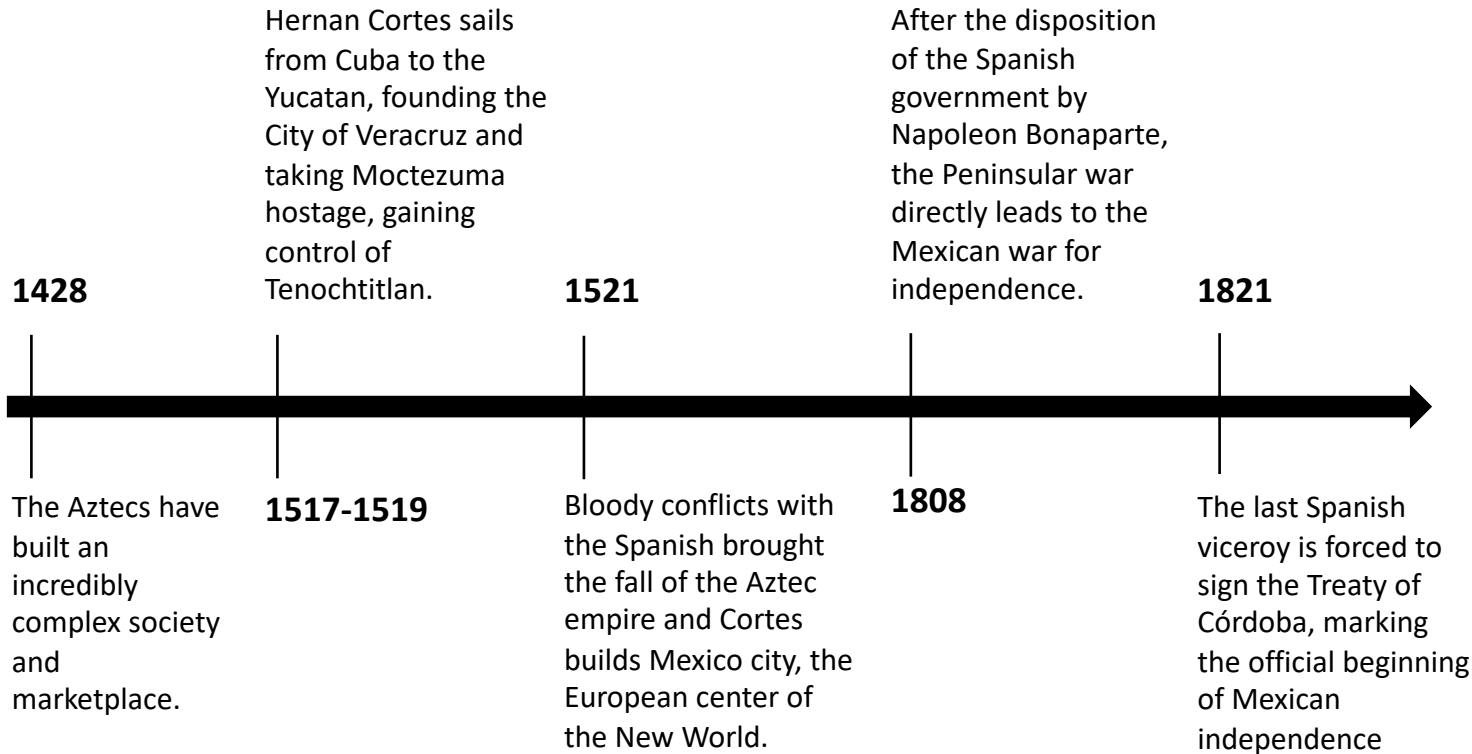 1428
The Aztecs have
built an
incredibly
complex society
and
marketplace.
Hernan Cortes sails
from Cuba to the
Yucatan, founding the
City of Veracruz and
taking Moctezuma
hostage, gaining
control of
Tenochtitlan.
1517-1519
1521
Bloody conflicts with
the Spanish brought
the fall of the Aztec
empire and Cortes
builds Mexico city, the
European center of
the New World.
After the disposition
of the Spanish
government by
Napoleon Bonaparte,
the Peninsular war
directly leads to the
Mexican war for
independence.
1808
1821
The last Spanish
viceroy is forced to
sign the Treaty of
Córdoba, marking
the official beginning
of Mexican
independence